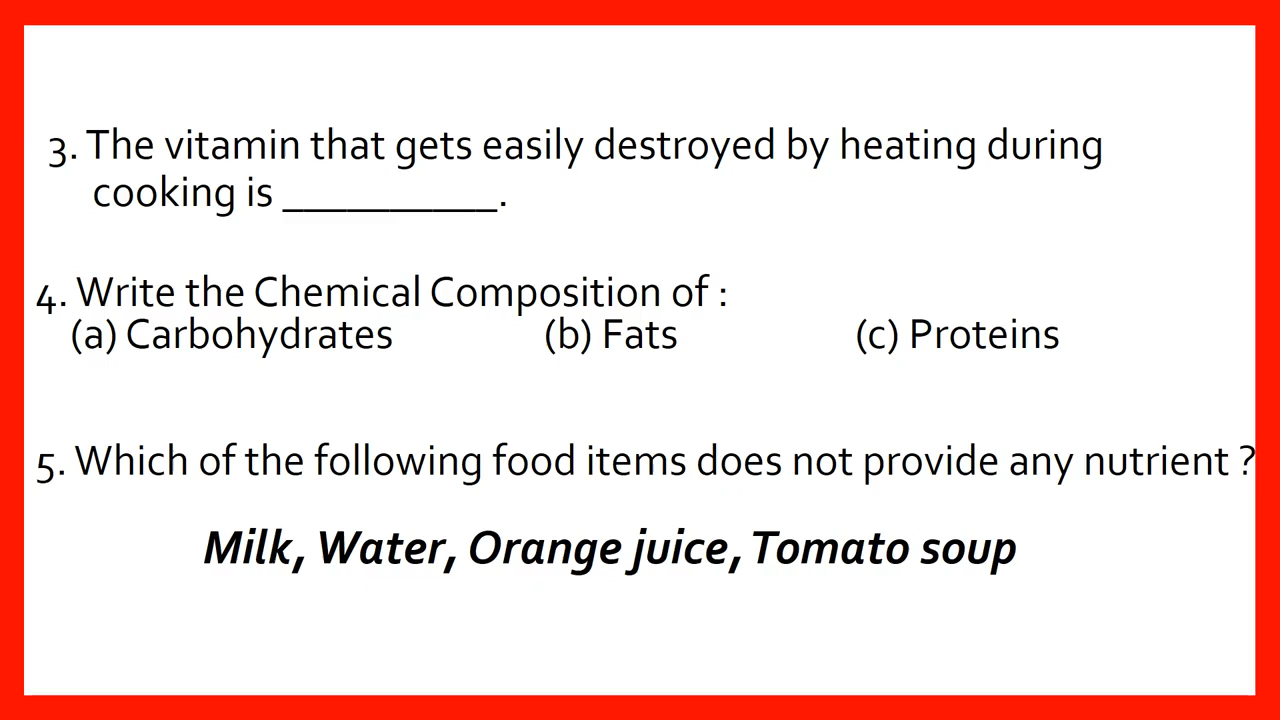 3. The vitamin that gets easily destroyed by heating during
cooking is __________.
4. Write the Chemical Composition of :
(a) Carbohydrates (b) Fats (c) Proteins
5. Which of the following food items does not provide any nutrient ?
Milk, Water, Orange juice, Tomato soup